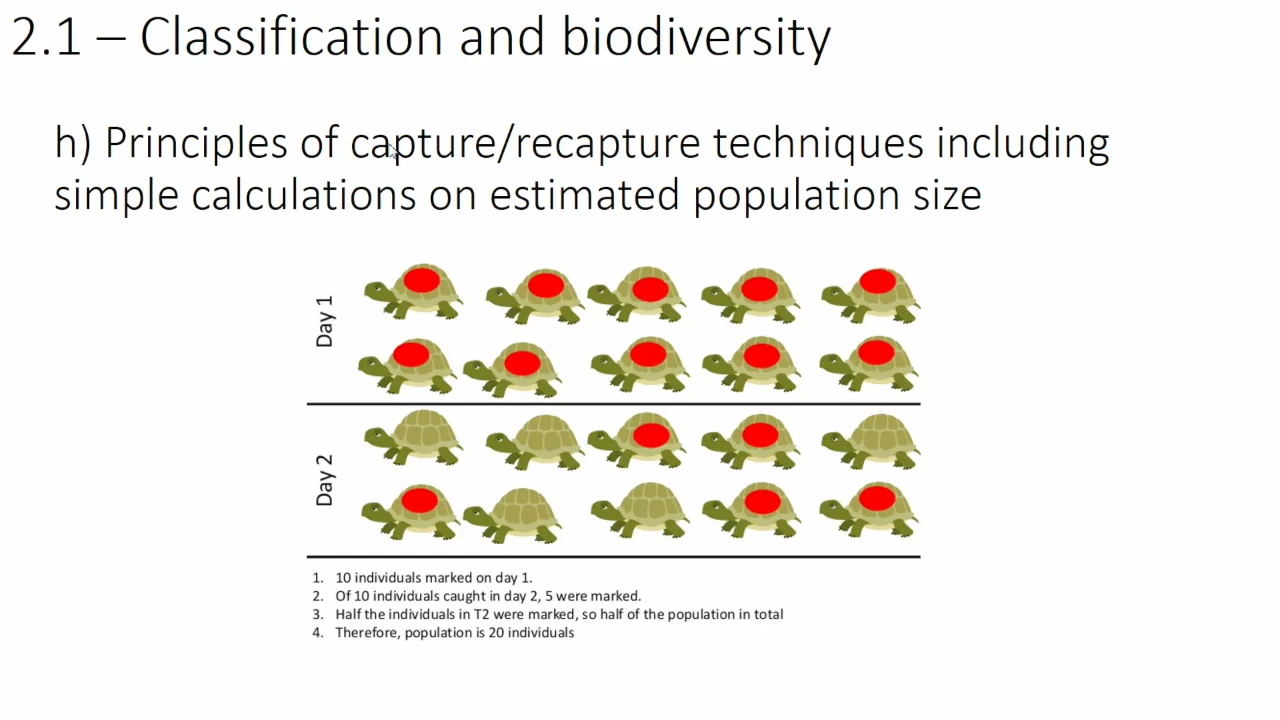 2.1 – Classification and biodiversity
h) Principles of capture/recapture techniques including
simple calculations on estimated population size
Day 1
Day 2
1. 10 individuals marked on day 1.
2. Of 10 individuals caught in day 2, 5 were marked.
3. Half the individuals in T2 were marked, so half of the population in total
4. Therefore, population is 20 individuals